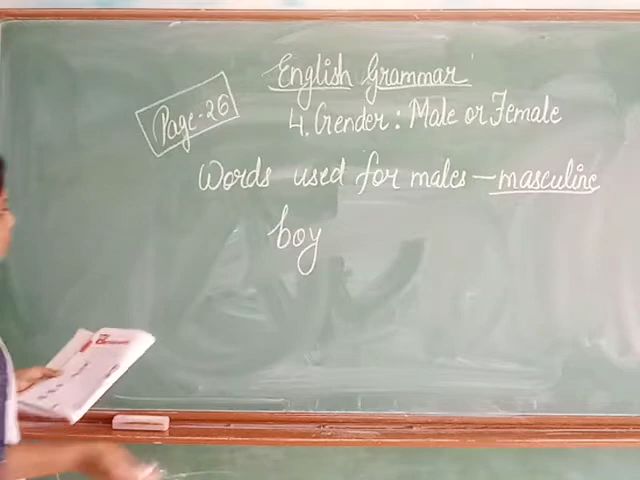 English Grammar
Page-26
4. Gender: Male or Female
Words used for males – masculine
boy